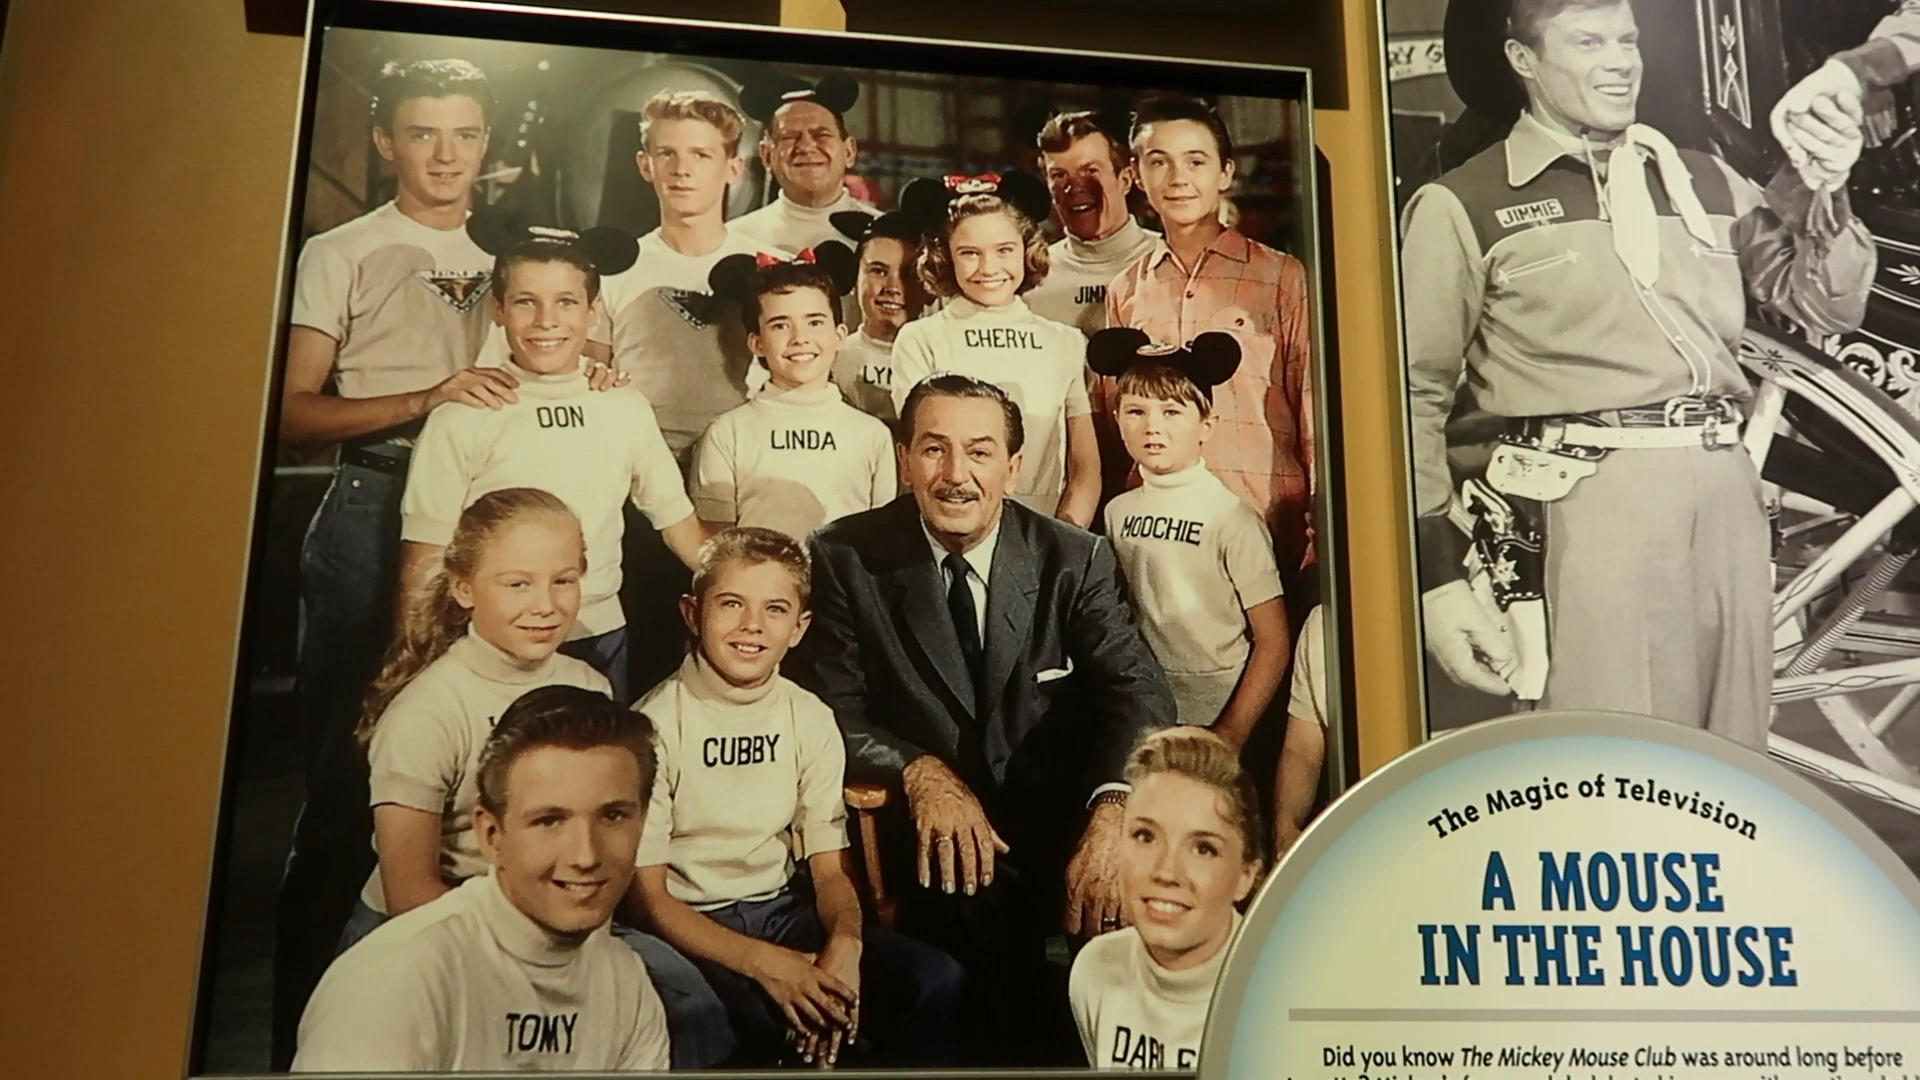 JIMMIE
CHERYL
DON
LINDA
MOOCHIE
CUBBY
TOMY
The Magic of Television
A MOUSE
IN THE HOUSE
Did you know The Mickey Mouse Club was around long before